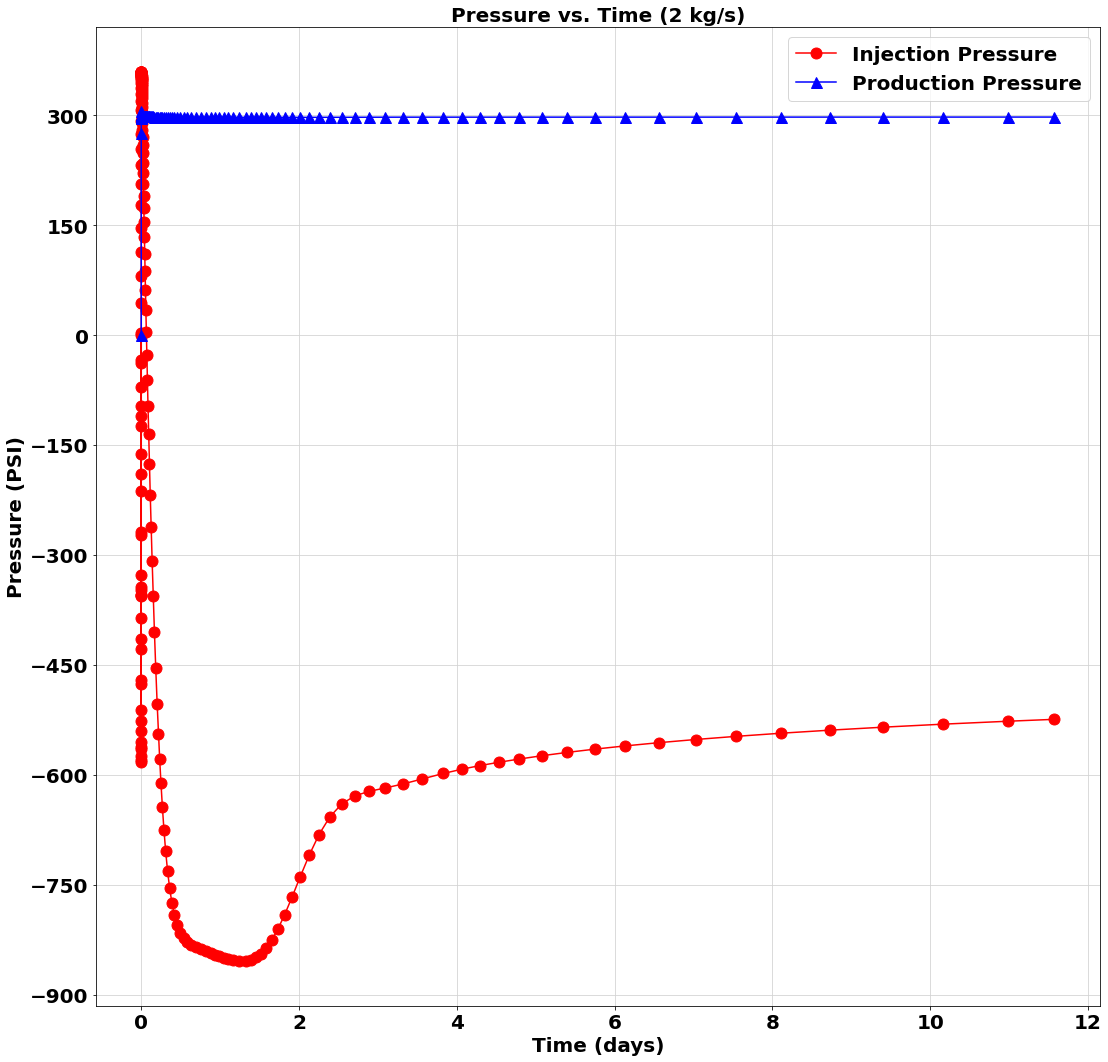 Pressure vs. Time (2 kg/s)
Injection Pressure
Production Pressure
300
150
0
−150
−300
−450
−600
−750
−900
Pressure (PSI)
0 2 4 6 8 10 12
Time (days)